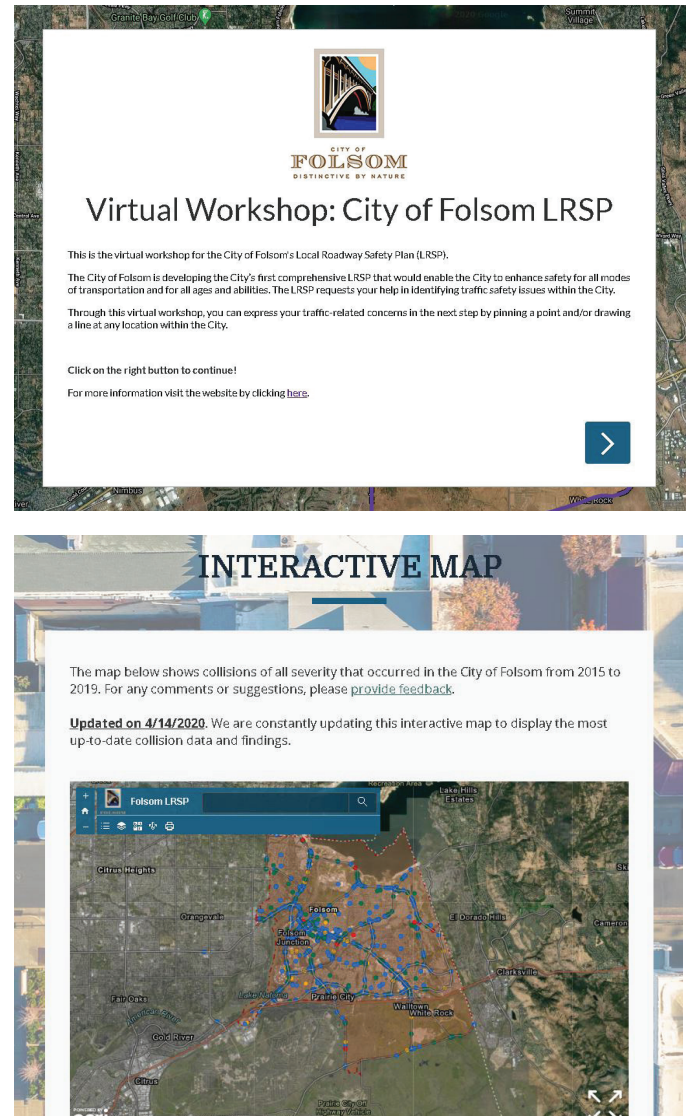 Granite Bay Golf Club
Summit
Village
CITY OF
FOLSOM
DISTINCTIVE BY NATURE
Virtual Workshop: City of Folsom LRSP
This is the virtual workshop for the City of Folsom's Local Roadway Safety Plan (LRSP).
The City of Folsom is developing the City's first comprehensive LRSP that would enable the City to enhance safety for all modes
of transportation and for all ages and abilities. The LRSP requests your help in identifying traffic safety issues within the City.
Through this virtual workshop, you can express your traffic-related concerns in the next step by pinning a point and/or drawing
a line at any location within the City.
Click on the right button to continue!
For more information visit the website by clicking here.
Nimbus
White Rock
INTERACTIVE MAP
The map below shows collisions of all severity that occurred in the City of Folsom from 2015 to
2019. For any comments or suggestions, please provide feedback.
Updated on 4/14/2020. We are constantly updating this interactive map to display the most
up-to-date collision data and findings.
Folsom LRSP
Recreation Area
Lake Hills
Estates
Citrus Heights
Orangevale
Folsom
Folsom
Junction
El Dorado Hills
Cameron
Clarksville
Fair Oaks
Lake Natoma
Prairie City
Walltown
White Rock
American River
Gold River
Citrus
Prairie City Off
Highway Vehicle